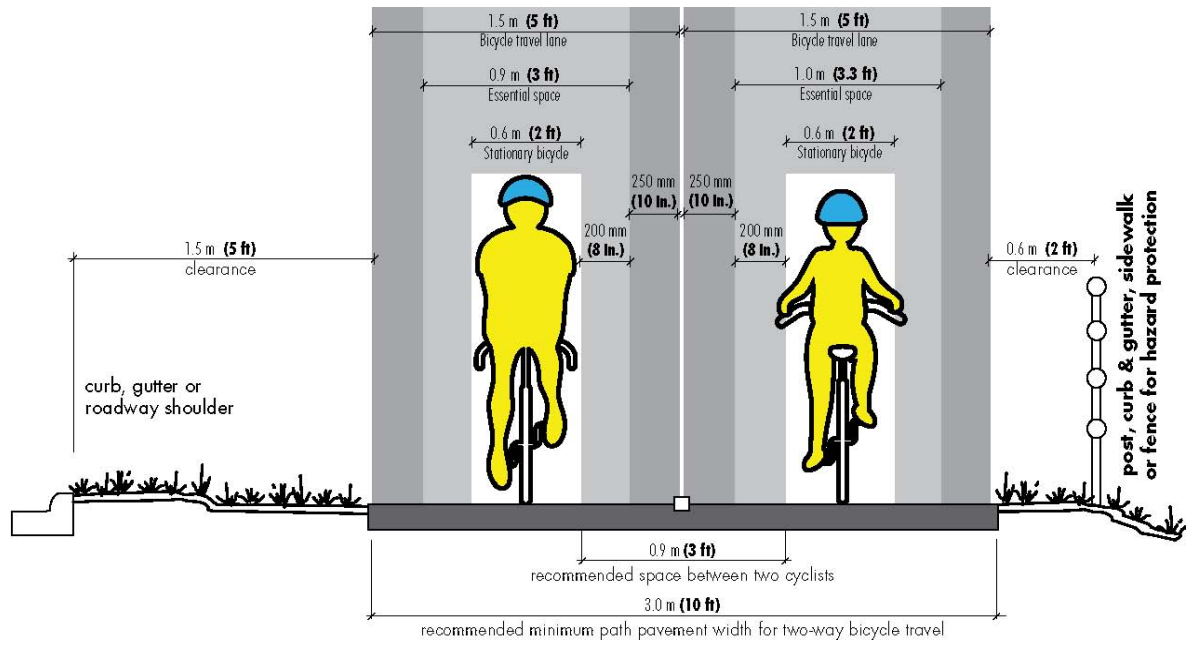 1.5 m (5 ft)
Bicycle travel lane
1.5 m (5 ft)
Bicycle travel lane
0.9 m (3 ft)
Essential space
1.0 m (3.3 ft)
Essential space
0.6 m (2 ft)
Stationary bicycle
0.6 m (2 ft)
Stationary bicycle
250 mm
(10 In.)
250 mm
(10 In.)
200 mm
(8 In.)
200 mm
(8 In.)
1.5 m (5 ft)
clearance
0.6 m (2 ft)
clearance
post, curb & gutter, sidewalk
or fence for hazard protection
curb, gutter or
roadway shoulder
0.9 m (3 ft)
recommended space between two cyclists
3.0 m (10 ft)
recommended minimum path pavement width for two-way bicycle travel